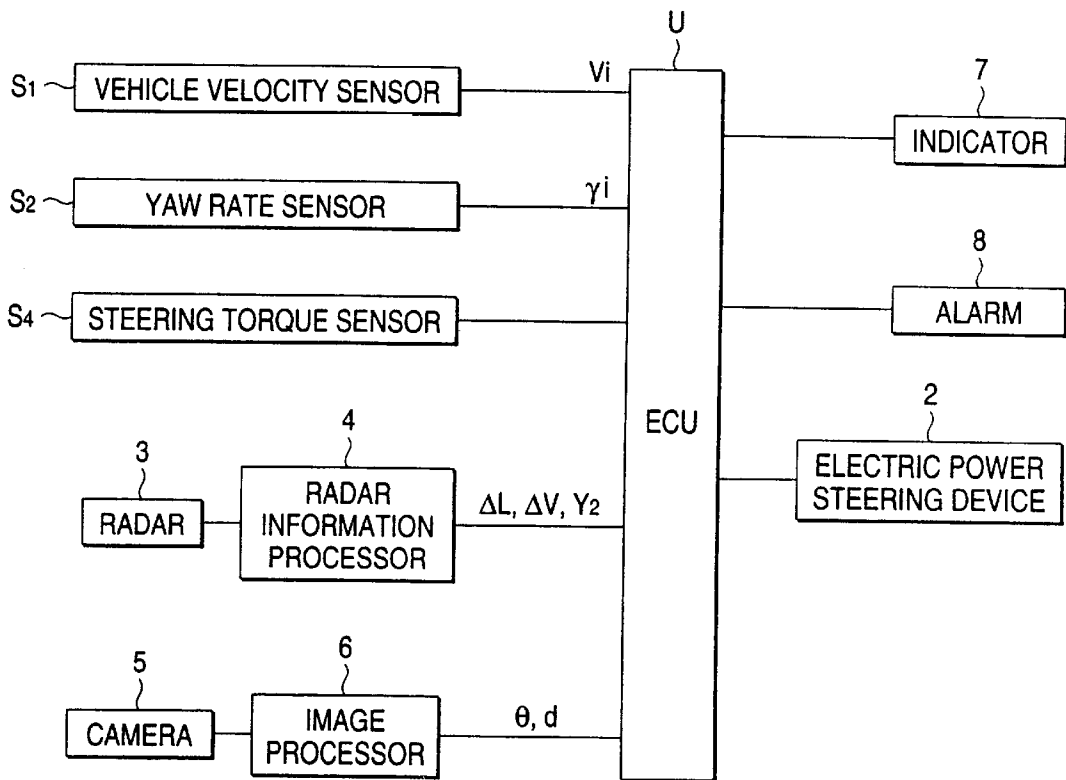 U
S1 VEHICLE VELOCITY SENSOR Vi
7
INDICATOR
S2 YAW RATE SENSOR γi
8
ALARM
S4 STEERING TORQUE SENSOR
ECU
2
ELECTRIC POWER
STEERING DEVICE
3
RADAR
4
RADAR
INFORMATION
PROCESSOR
ΔL, ΔV, Y2
5
CAMERA
6
IMAGE
PROCESSOR
θ, d